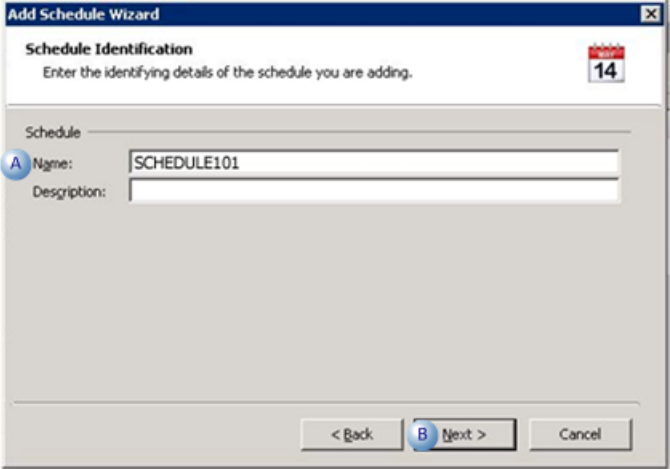 Add Schedule Wizard
Schedule Identification
Enter the identifying details of the schedule you are adding.
MAY
14
Schedule
A Name: SCHEDULE101
Description:
< Back
B Next >
Cancel